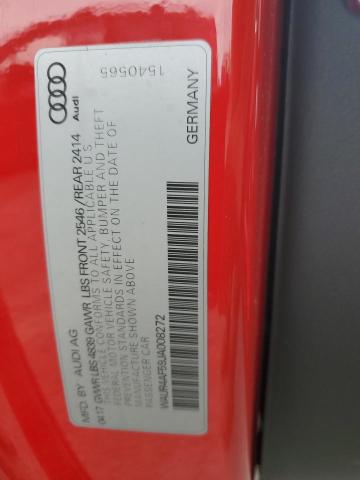 MFD. BY AUDI AG
04.17 GVWR LBS 4839 GAWR LBS FRONT 2546 / REAR 2414
THIS VEHICLE CONFORMS TO ALL APPLICABLE U S
FEDERAL MOTOR VEHICLE SAFETY, BUMPER AND THEFT
PREVENTION STANDARDS IN EFFECT ON THE DATE OF
MANUFACTURE SHOWN ABOVE
PASSENGER CAR
WAUR4AF58JA008272
GERMANY
Audi
1540565